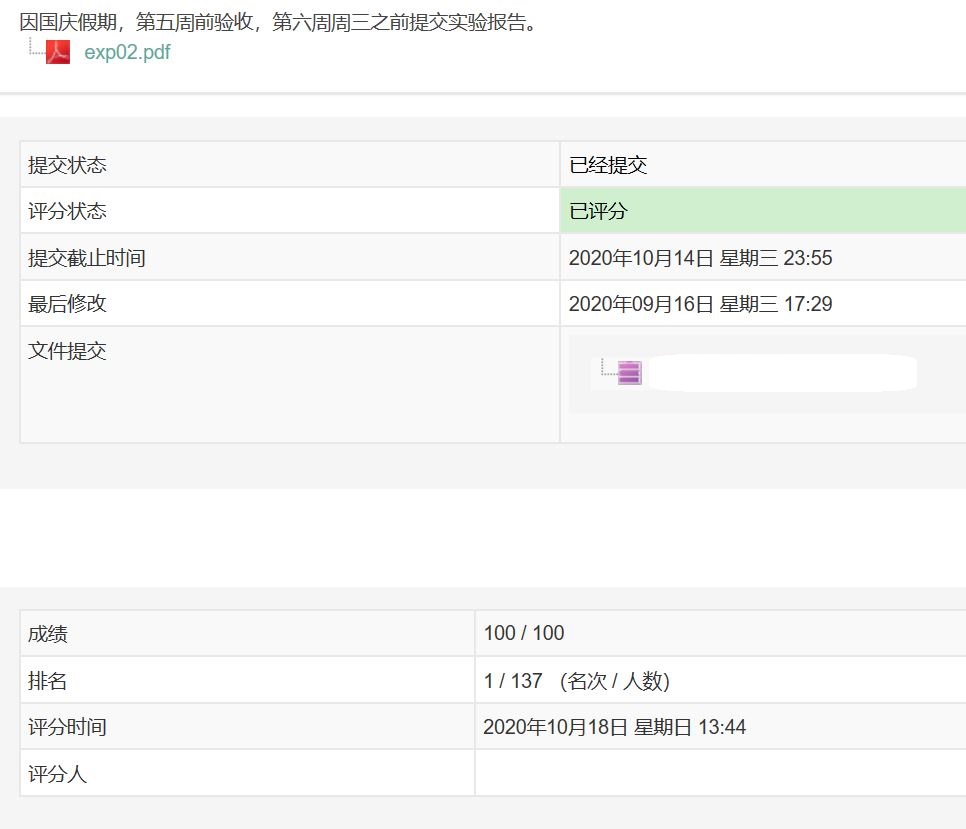 因国庆假期，第五周前验收，第六周周三之前提交实验报告。
exp02.pdf
提交状态 已经提交
评分状态 已评分
提交截止时间 2020年10月14日 星期三 23:55
最后修改 2020年09月16日 星期三 17:29
文件提交
成绩 100 / 100
排名 1 / 137 (名次 / 人数)
评分时间 2020年10月18日 星期日 13:44
评分人